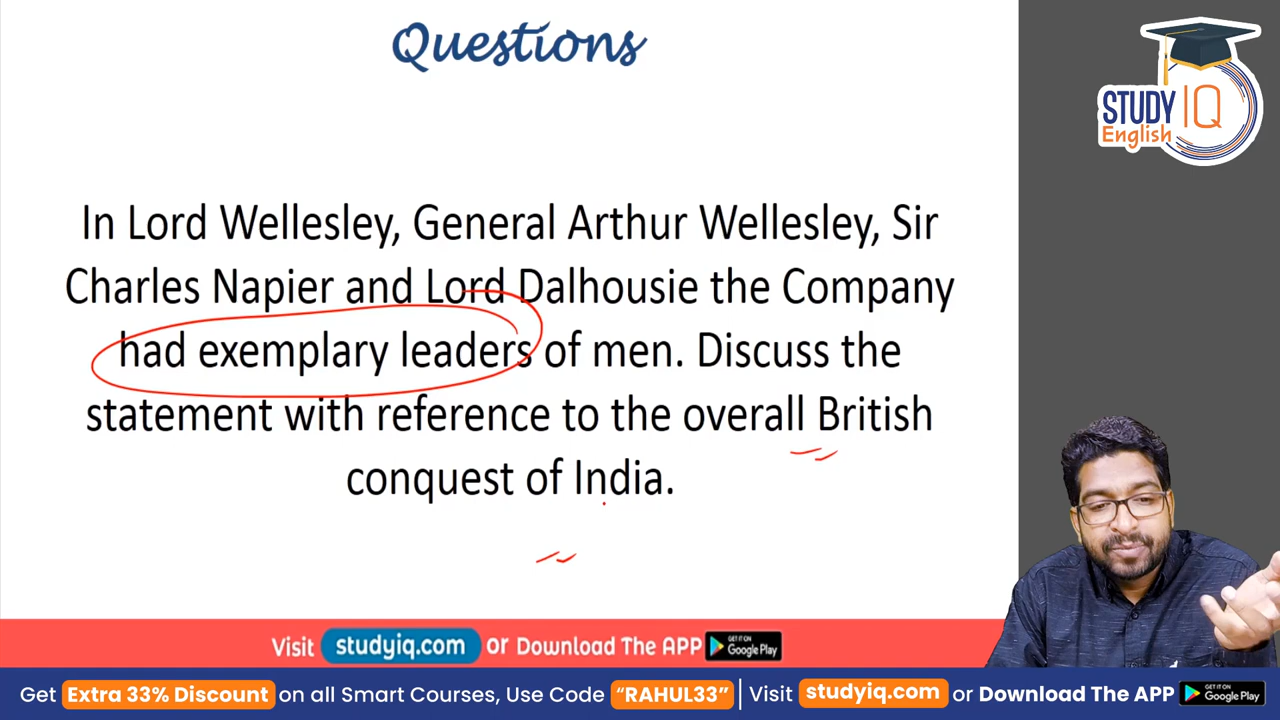 Questions
STUDY IQ
English
In Lord Wellesley, General Arthur Wellesley, Sir
Charles Napier and Lord Dalhousie the Company
had exemplary leaders of men. Discuss the
statement with reference to the overall British
conquest of India.
Visit studyiq.com or Download The APP GET IT ON Google Play
Get Extra 33% Discount on all Smart Courses, Use Code “RAHUL33” | Visit studyiq.com or Download The APP GET IT ON Google Play